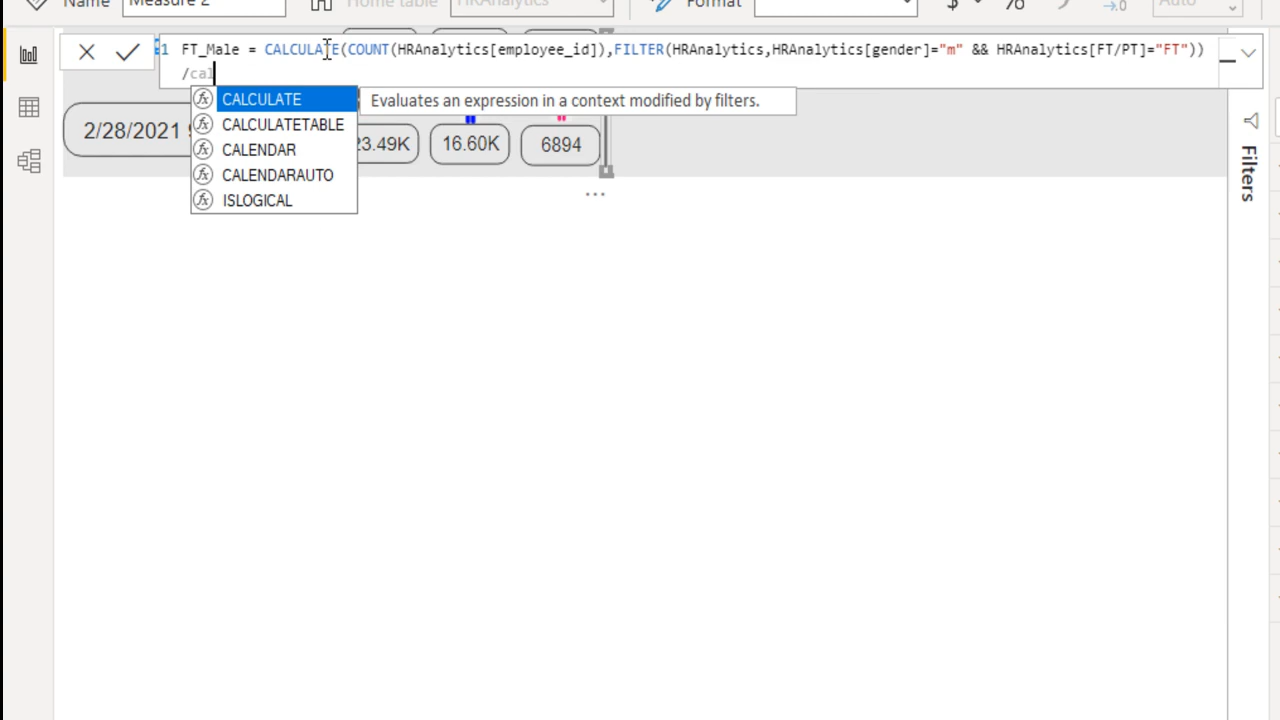 Name Measure 2 Home table HRAnalytics Format $ % Auto
1 FT_Male = CALCULATE(COUNT(HRAnalytics[employee_id]),FILTER(HRAnalytics,HRAnalytics[gender]="m" && HRAnalytics[FT/PT]="FT"))
/cal
CALCULATE Evaluates an expression in a context modified by filters.
CALCULATETABLE
CALENDAR
CALENDARAUTO
ISLOGICAL
2/28/2021 23.49K 16.60K 6894
...
Filters